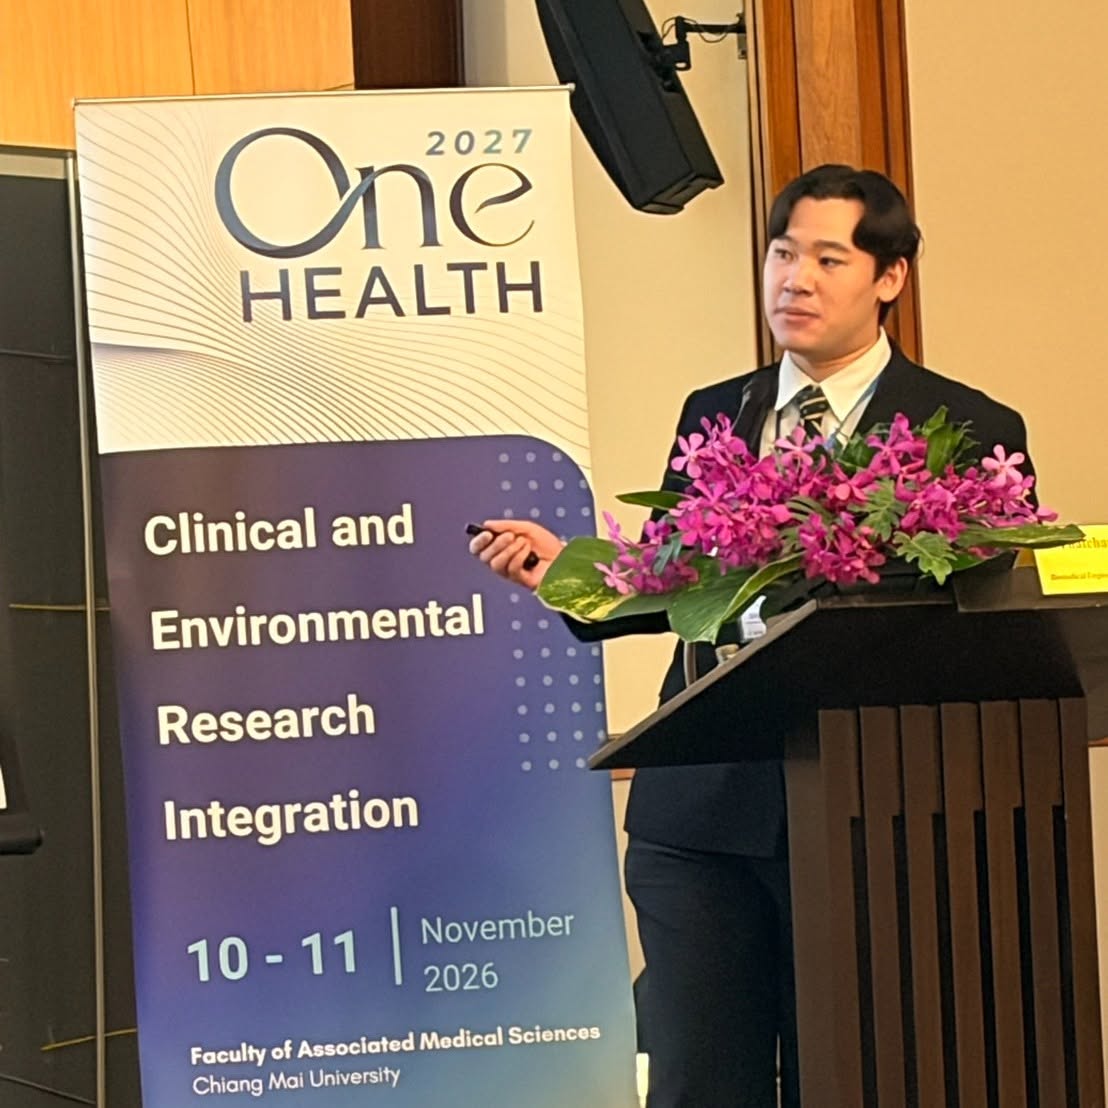 2027
One
HEALTH
Clinical and
Environmental
Research
Integration
10 - 11
November
2026
Faculty of Associated Medical Sciences
Chiang Mai University
Biomedical